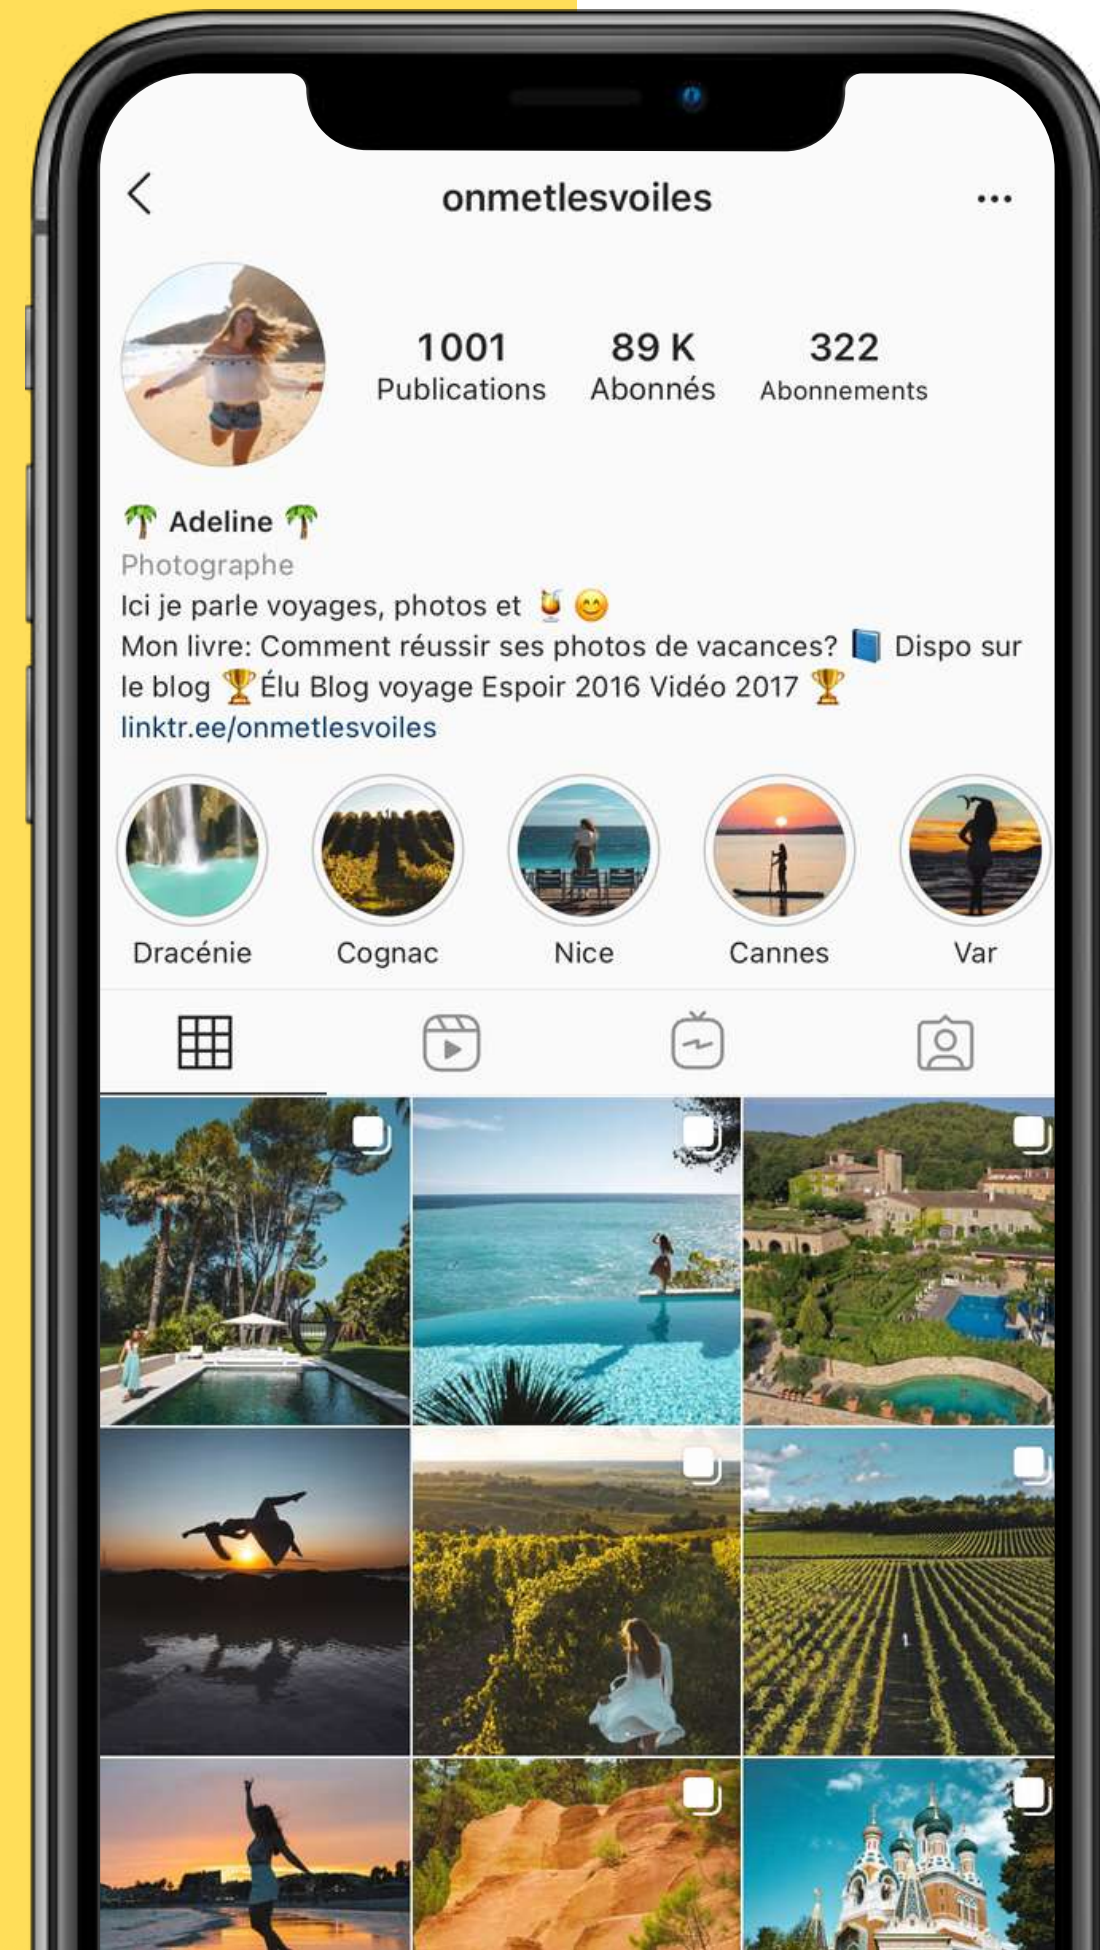 onmetlesvoiles
1001 89 K 322
Publications Abonnés Abonnements
🌴 Adeline 🌴
Photographe
Ici je parle voyages, photos et 🍹 😊
Mon livre: Comment réussir ses photos de vacances? 📘 Dispo sur
le blog 🏆Élu Blog voyage Espoir 2016 Vidéo 2017 🏆
linktr.ee/onmetlesvoiles
Dracénie Cognac Nice Cannes Var